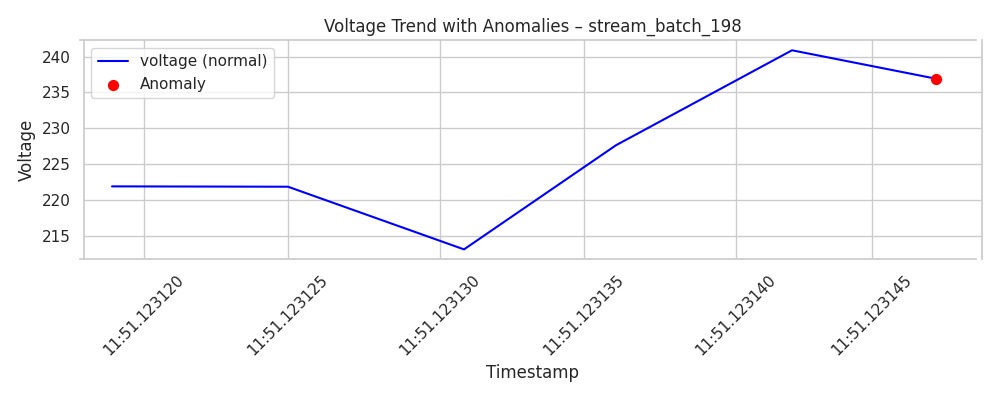 Voltage Trend with Anomalies – stream_batch_198
voltage (normal)
Anomaly
Voltage
240
235
230
225
220
215
11:51.123120
11:51.123125
11:51.123130
11:51.123135
11:51.123140
11:51.123145
Timestamp